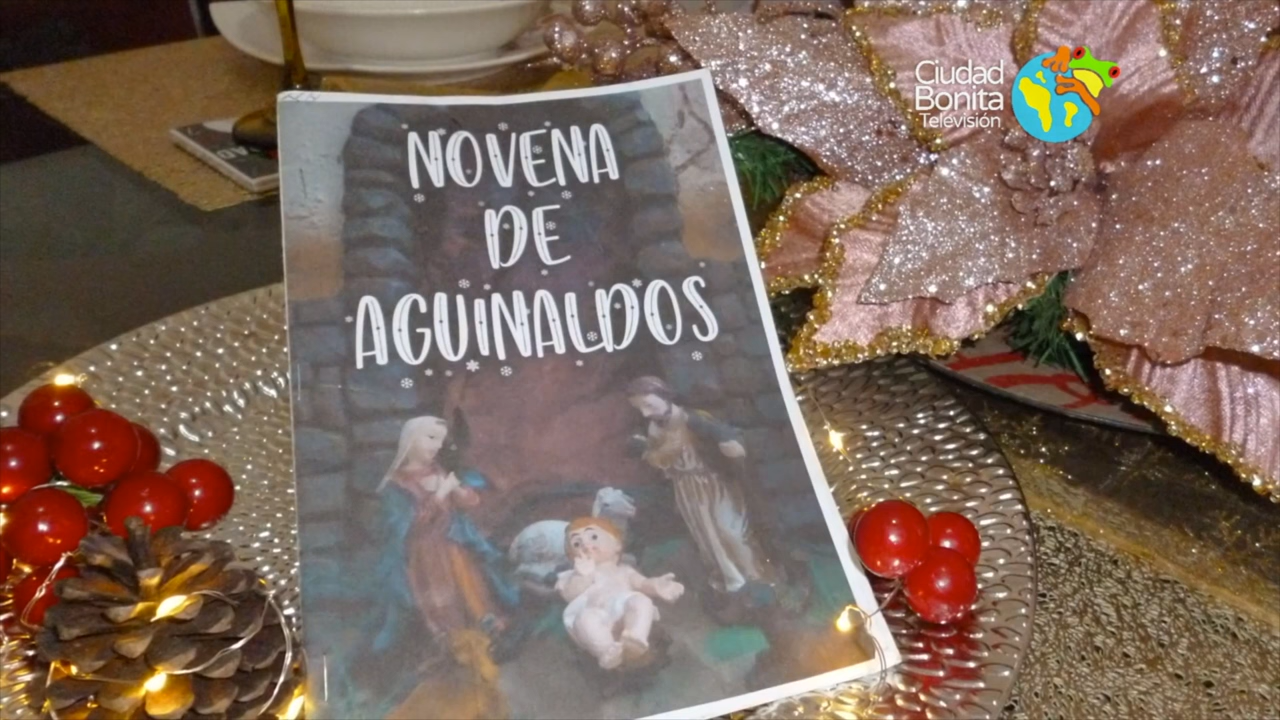 NOVENA
DE
AGUINALDOS
Ciudad
Bonita
Televisión